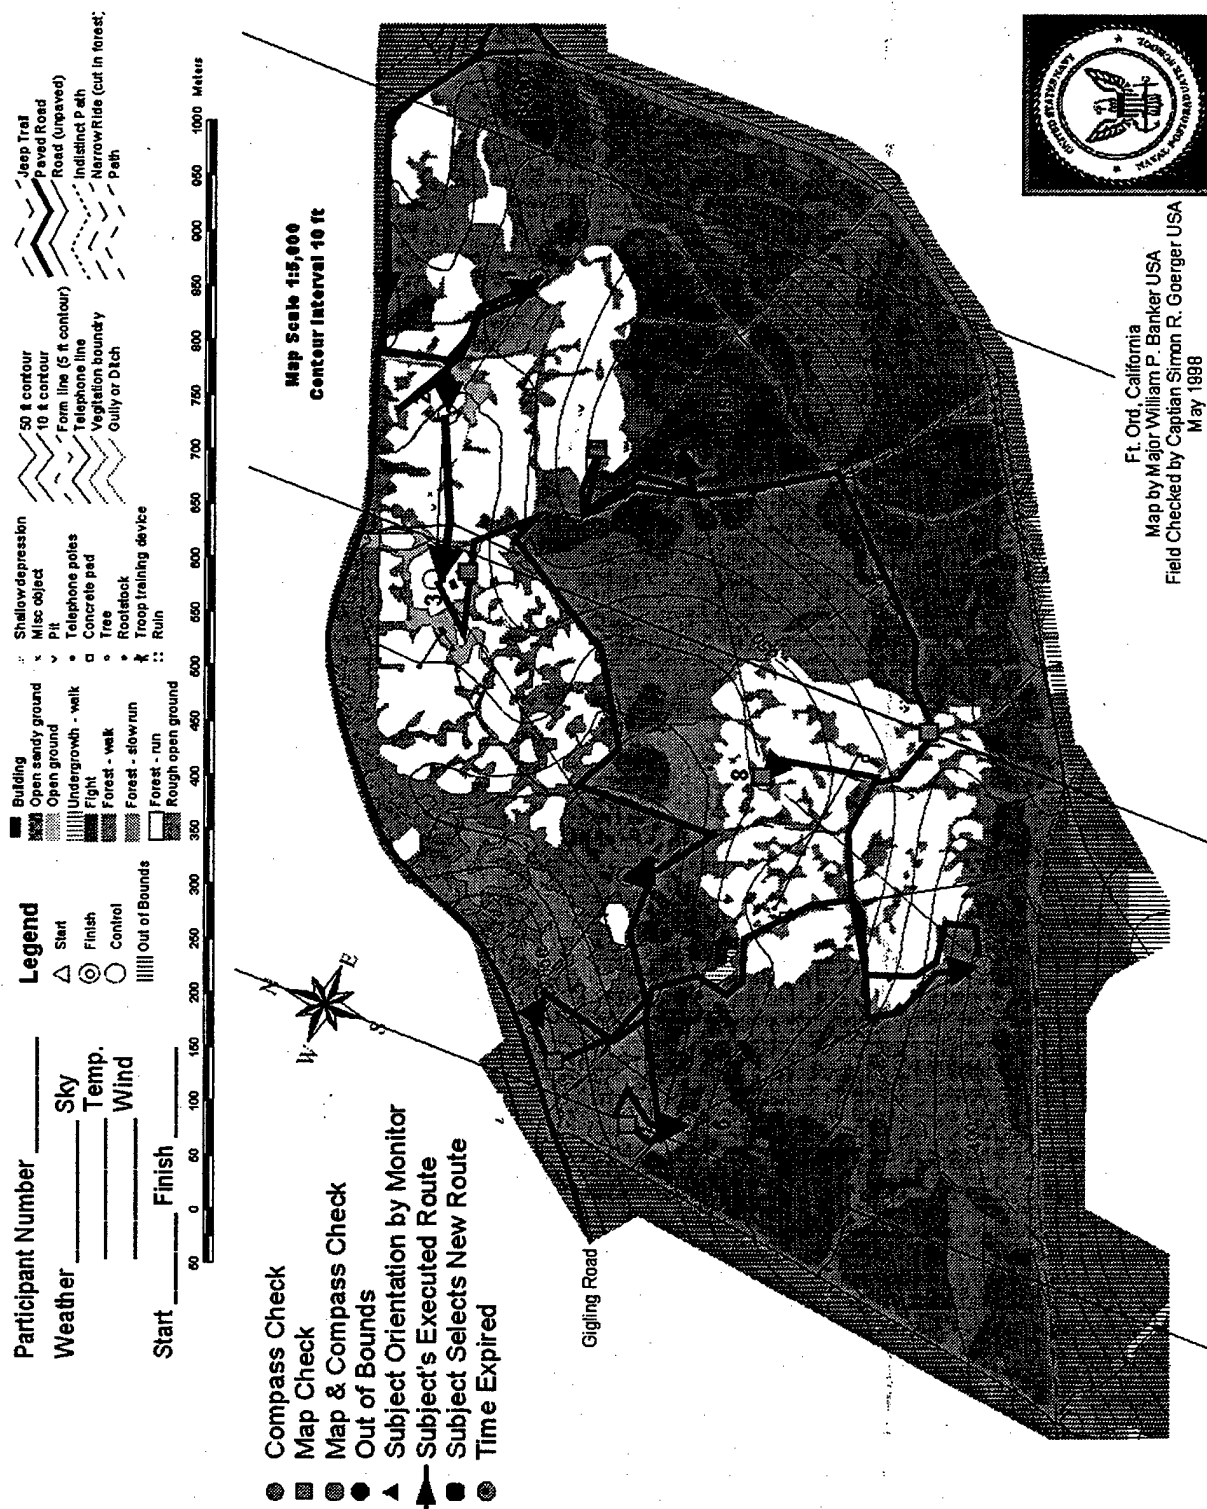 Participant Number
Weather
Sky
Temp.
Wind
Start
Finish
Legend
Start
Finish
Control
Out of Bounds
Building
Open sandy ground
Open ground
Undergrowth - walk
Fight
Forest - walk
Forest - slow run
Forest - run
Rough open ground
Shallow depression
Misc object
Pit
Telephone poles
Concrete pad
Tree
Rootstock
Troop training device
Ruin
50 ft contour
10 ft contour
Form line (5 ft contour)
Telephone line
Vegitation boundry
Gully or Ditch
Jeep Trail
Paved Road
Road (unpaved)
Indistinct Path
Narrow Ride (cut in forest)
Path
50 0 50 100 150 200 250 300 350 400 450 500 550 600 650 700 750 800 850 900 950 1000 Meters
N
E
S
W
Map Scale 1:5,000
Contour Interval 10 ft
Compass Check
Map Check
Map & Compass Check
Out of Bounds
Subject Orientation by Monitor
Subject's Executed Route
Subject Selects New Route
Time Expired
Gigling Road
3
8
Ft. Ord, California
Map by Major William P. Banker USA
Field Checked by Captian Simon R. Goerger USA
May 1998